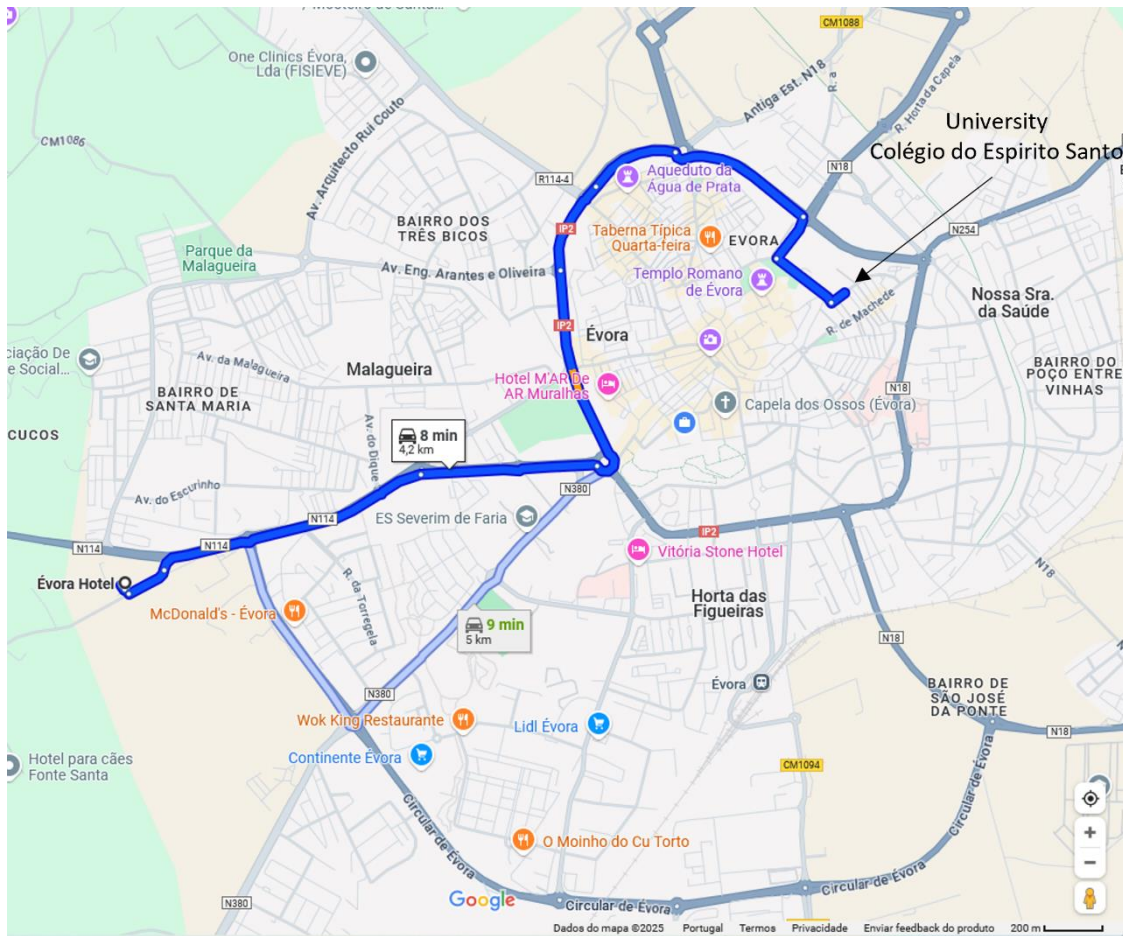 CM1088
One Clinics Évora,
Lda (FISIEVE)
CM1086
Av. Arquitecto Rui Couto
Antiga Est. N18
R. Horta da Capela
University
Colégio do Espirito Santo
R114-4
Aqueduto da
Água de Prata
N18
BAIRRO DOS
TRÊS BICOS
IP2
Taberna Típica
Quarta-feira
EVORA
N254
Parque da
Malagueira
Av. Eng. Arantes e Oliveira
Templo Romano
de Évora
R. de Machede
Nossa Sra.
da Saúde
IP2
Évora
Av. da Malagueira
Malagueira
BAIRRO DE
SANTA MARIA
Hotel M'AR De
AR Muralhas
N18
BAIRRO DO
POÇO ENTRE
VINHAS
Capela dos Ossos (Évora)
CUCOS
Av. do Dique
8 min
4,2 km
Av. do Escurinho
N380
N114
ES Severim de Faria
IP2
N114
N114
Vitória Stone Hotel
N18
Évora Hotel
R. da Torregela
Horta das
Figueiras
McDonald's - Évora
9 min
5 km
N18
Évora
BAIRRO DE
SÃO JOSÉ
DA PONTE
N380
Wok King Restaurante
Lidl Évora
N18
Continente Évora
Hotel para cães
Fonte Santa
CM1094
Circular de Évora
Circular de Évora
O Moinho do Cu Torto
+
−
Google
N380
Circular de Évora
Circular de Évora
Dados do mapa ©2025 Portugal Termos Privacidade Enviar feedback do produto 200 m